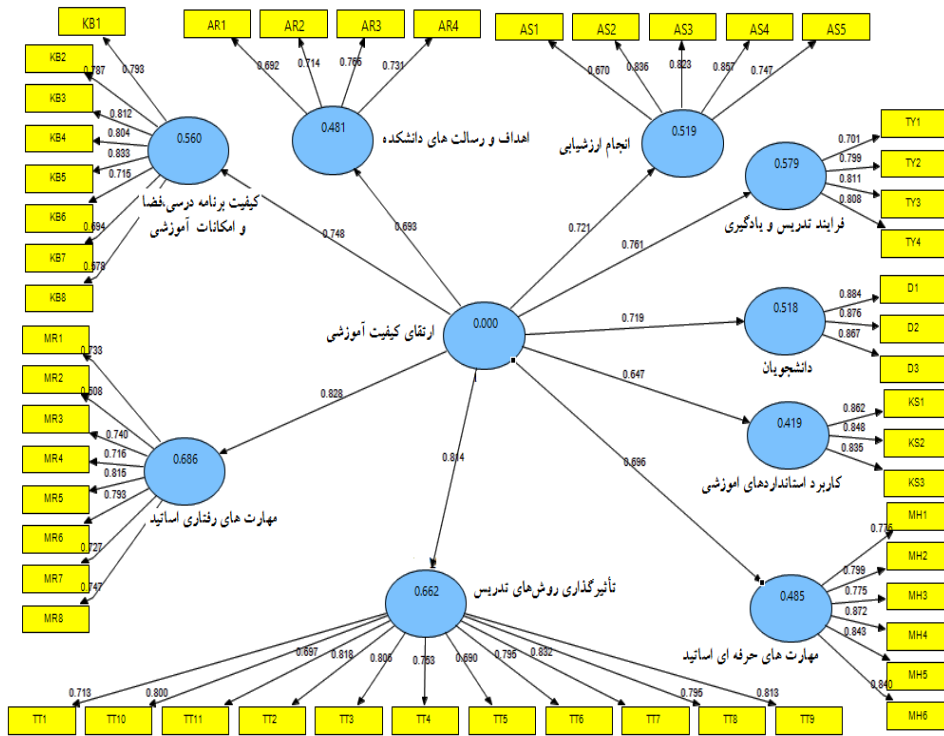 KB1
AR1
AR2
AR3
AR4
AS1
AS2
AS3
AS4
AS5
0.793
0.692
0.714
0.766
0.731
0.670
0.836
0.823
0.857
0.747
KB2
KB3
KB4
KB5
KB6
KB7
KB8
0.787
0.812
0.804
0.833
0.715
0.694
0.678
0.560
کیفیت برنامه درسی،فضا
و امکانات آموزشی
0.481
اهداف و رسالت های دانشکده
0.519
انجام ارزشیابی
0.579
فرایند تدریس و یادگیری
0.701
0.799
0.811
0.808
TY1
TY2
TY3
TY4
0.748
0.693
0.721
0.761
ارتقای کیفیت آموزشی
0.000
0.719
0.518
دانشجویان
0.884
0.876
0.867
D1
D2
D3
0.647
0.419
کاربرد استانداردهای اموزشی
0.862
0.848
0.835
KS1
KS2
KS3
MR1
MR2
MR3
MR4
MR5
MR6
MR7
MR8
0.733
0.740
0.716
0.815
0.793
0.727
0.747
0.686
مهارت های رفتاری اساتید
0.828
0.814
0.696
0.485
مهارت های حرفه ای اساتید
0.776
0.799
0.775
0.872
0.843
0.840
MH1
MH2
MH3
MH4
MH5
MH6
0.662
تأثیرگذاری روش‌های تدریس
0.713
0.800
0.697
0.818
0.806
0.763
0.690
0.795
0.832
0.795
0.813
TT1
TT10
TT11
TT2
TT3
TT4
TT5
TT6
TT7
TT8
TT9